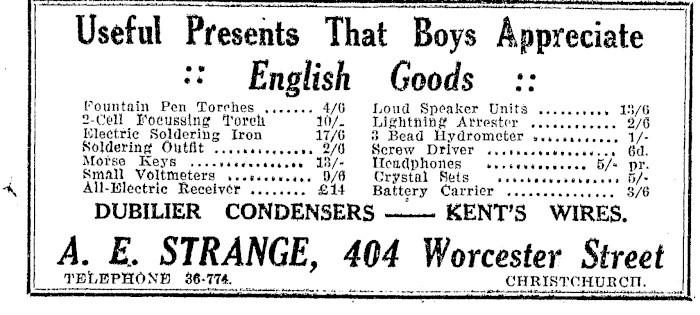 Useful Presents That Boys Appreciate
:: English Goods ::
Fountain Pen Torches ....... 4/6
2-Cell Focussing Torch 10/-
Electric Soldering Iron 17/6
Soldering Outfit ............. 2/6
Morse Keys ............... 13/-
Small Voltmeters ........... 9/6
All-Electric Receiver ........ £14
Loud Speaker Units .......... 13/6
Lightning Arrester ............ 2/6
3 Bead Hydrometer ........... 1/-
Screw Driver ................ 6d.
Headphones .............. 5/- pr.
Crystal Sets ................ 5/-
Battery Carrier .............. 3/6
DUBILIER CONDENSERS —— KENT'S WIRES.
A. E. STRANGE, 404 Worcester Street
TELEPHONE 36-774. CHRISTCHURCH.